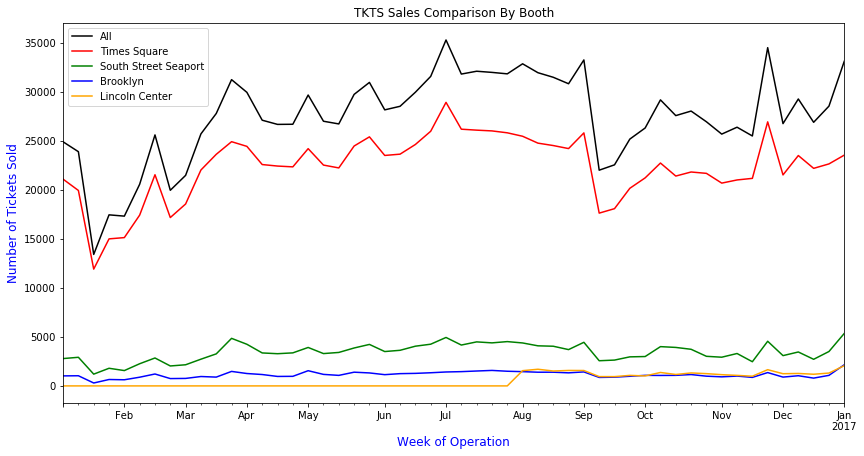 TKTS Sales Comparison By Booth
All
Times Square
South Street Seaport
Brooklyn
Lincoln Center
Number of Tickets Sold
35000
30000
25000
20000
15000
10000
5000
0
Feb Mar Apr May Jun Jul Aug Sep Oct Nov Dec Jan
2017
Week of Operation